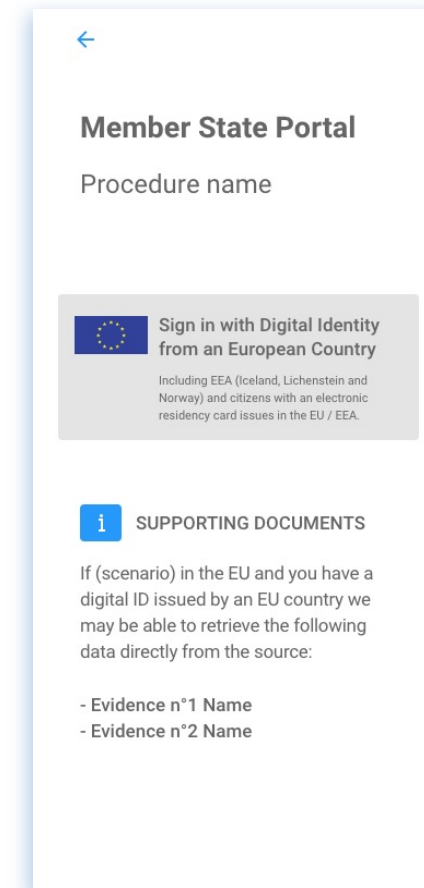 Member State Portal
Procedure name
Sign in with Digital Identity
from an European Country
Including EEA (Iceland, Lichenstein and
Norway) and citizens with an electronic
residency card issues in the EU / EEA.
i SUPPORTING DOCUMENTS
If (scenario) in the EU and you have a
digital ID issued by an EU country we
may be able to retrieve the following
data directly from the source:
- Evidence n°1 Name
- Evidence n°2 Name